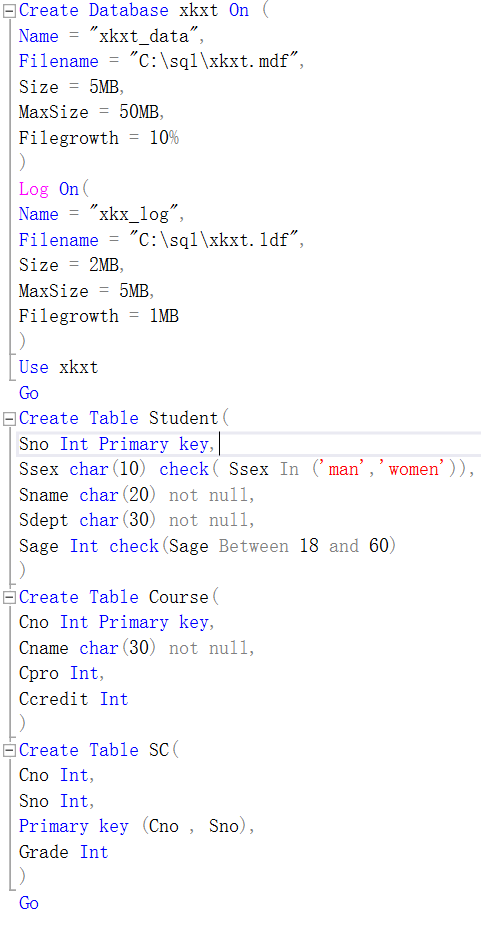 Create Database xkxt On (
Name = "xkxt_data",
Filename = "C:\sql\xkxt.mdf",
Size = 5MB,
MaxSize = 50MB,
Filegrowth = 10%
)
Log On(
Name = "xkx_log",
Filename = "C:\sql\xkxt.ldf",
Size = 2MB,
MaxSize = 5MB,
Filegrowth = 1MB
)
Use xkxt
Go
Create Table Student(
Sno Int Primary key,
Ssex char(10) check( Ssex In ('man','women')),
Sname char(20) not null,
Sdept char(30) not null,
Sage Int check(Sage Between 18 and 60)
)
Create Table Course(
Cno Int Primary key,
Cname char(30) not null,
Cpro Int,
Ccredit Int
)
Create Table SC(
Cno Int,
Sno Int,
Primary key (Cno , Sno),
Grade Int
)
Go